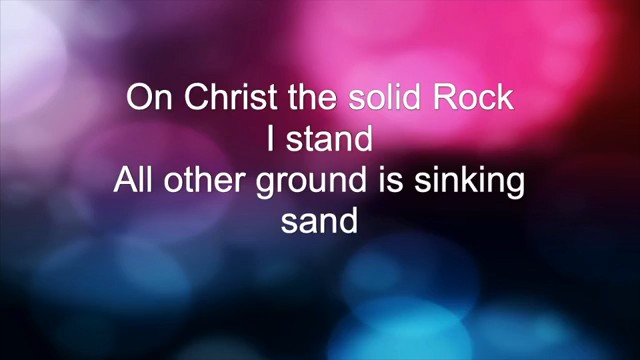 On Christ the solid Rock
I stand
All other ground is sinking
sand